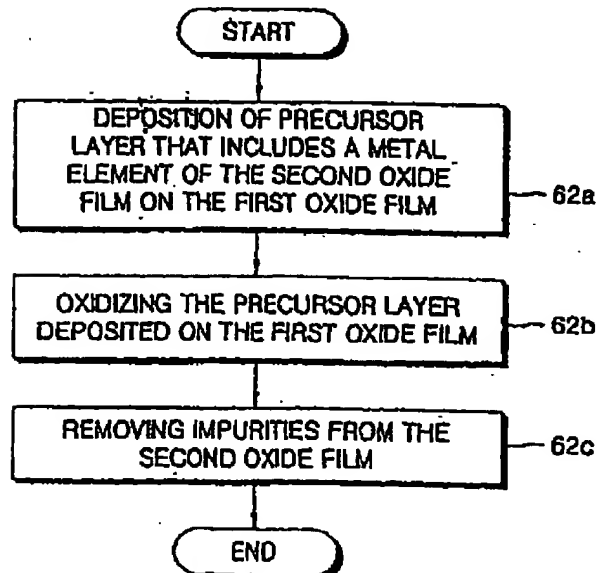 START
DEPOSITION OF PRECURSOR
LAYER THAT INCLUDES A METAL
ELEMENT OF THE SECOND OXIDE
FILM ON THE FIRST OXIDE FILM
62a
OXIDIZING THE PRECURSOR LAYER
DEPOSITED ON THE FIRST OXIDE FILM
62b
REMOVING IMPURITIES FROM THE
SECOND OXIDE FILM
62c
END